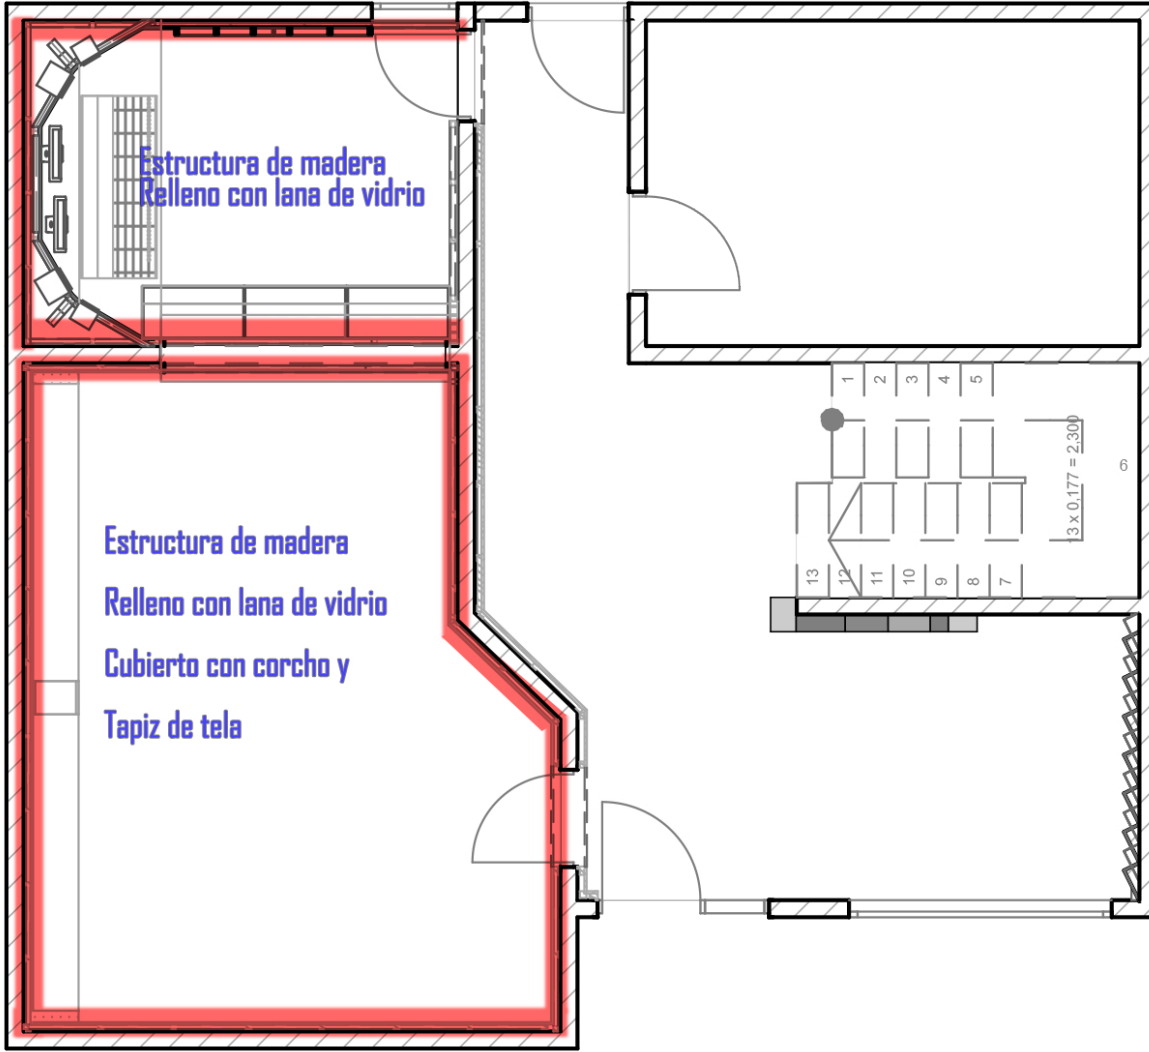 Estructura de madera
Relleno con lana de vidrio
1 2 3 4 5
13 x 0,177 = 2,300
6
13 12 11 10 9 8 7
Estructura de madera
Relleno con lana de vidrio
Cubierto con corcho y
Tapiz de tela